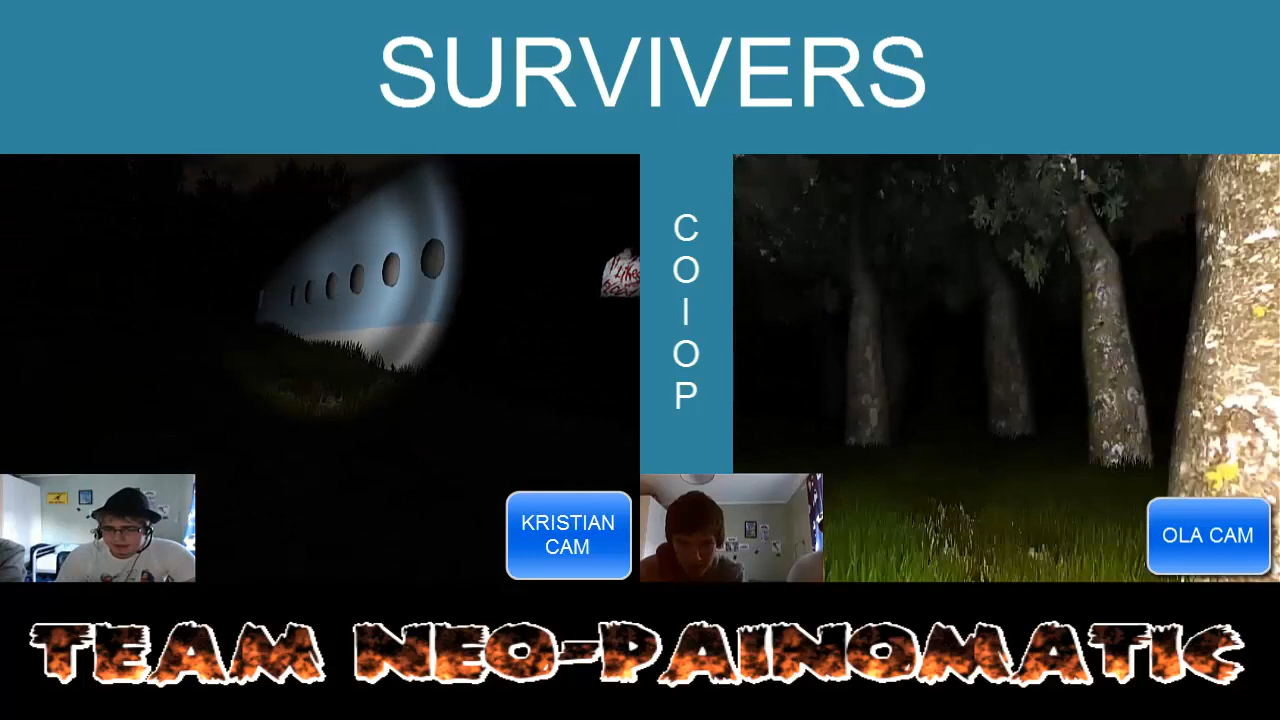 SURVIVERS
C
O
I
O
P
KRISTIAN
CAM
OLA CAM
TEAM NEO-PAINOMATIC